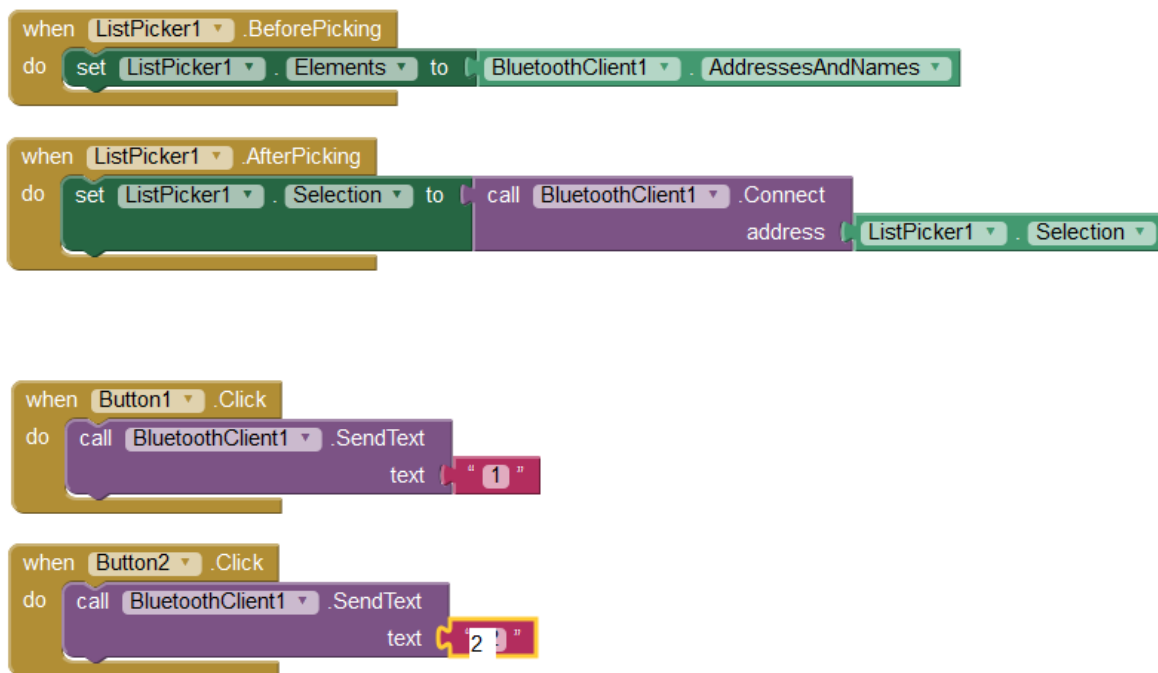 when ListPicker1 .BeforePicking
do set ListPicker1 . Elements to BluetoothClient1 . AddressesAndNames
when ListPicker1 .AfterPicking
do set ListPicker1 . Selection to call BluetoothClient1 .Connect
address ListPicker1 . Selection
when Button1 .Click
do call BluetoothClient1 .SendText
text " 1 "
when Button2 .Click
do call BluetoothClient1 .SendText
text " 2 "